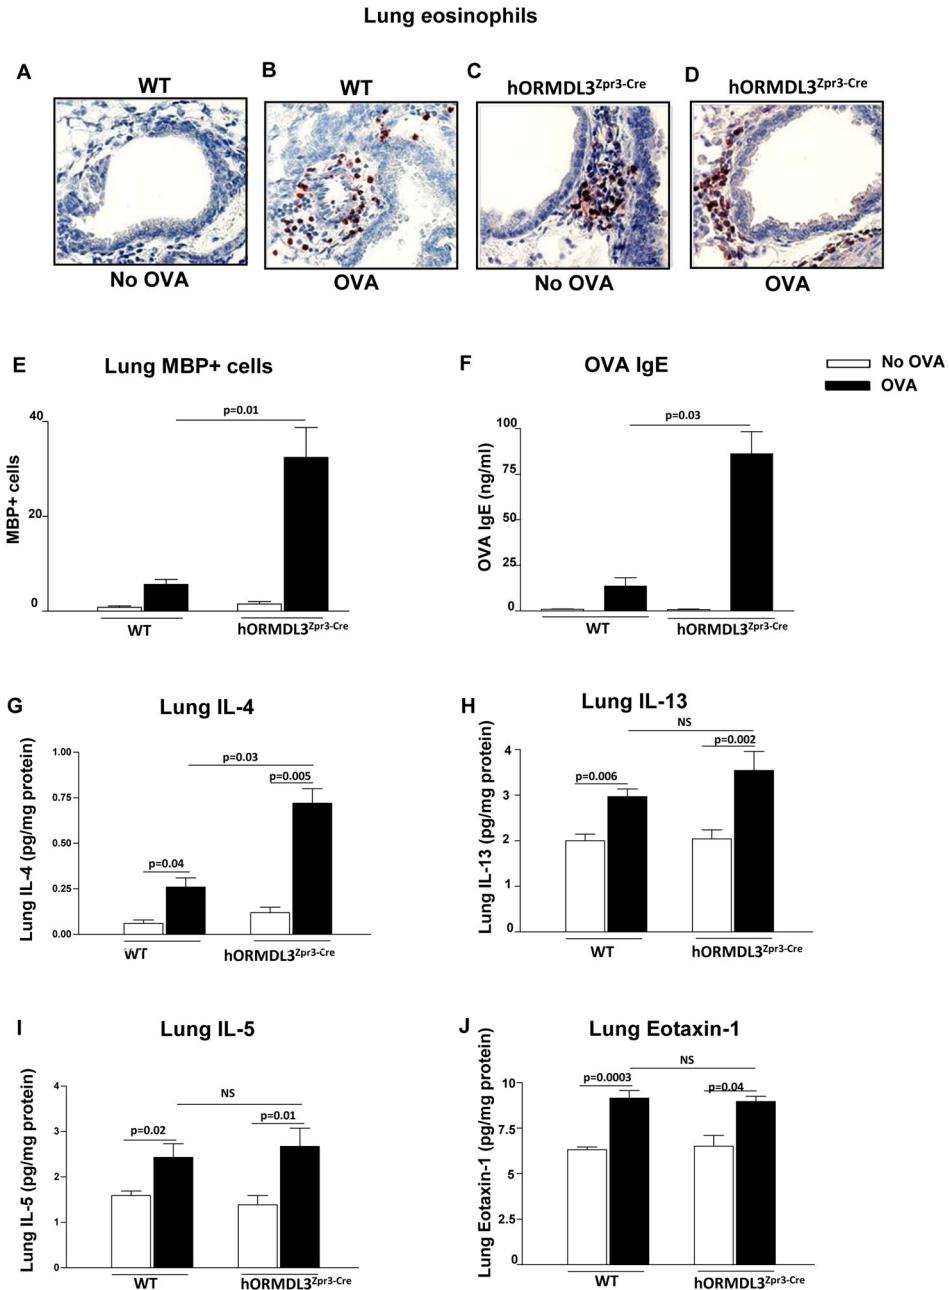 Lung eosinophils
A
WT
No OVA
B
WT
OVA
C
hORMDL3Zpr3-Cre
No OVA
D
hORMDL3Zpr3-Cre
OVA
E
Lung MBP+ cells
MBP+ cells
40
20
0
p=0.01
WT
hORMDL3Zpr3-Cre
F
OVA IgE
No OVA
OVA
OVA IgE (ng/ml)
100
75
50
25
0
p=0.03
WT
hORMDL3Zpr3-Cre
G
Lung IL-4
Lung IL-4 (pg/mg protein)
1.00
0.75
0.50
0.25
0.00
p=0.03
p=0.005
p=0.04
WT
hORMDL3Zpr3-Cre
H
Lung IL-13
Lung IL-13 (pg/mg protein)
4
3
2
1
0
NS
p=0.002
p=0.006
WT
hORMDL3Zpr3-Cre
I
Lung IL-5
Lung IL-5 (pg/mg protein)
4
3
2
1
0
NS
p=0.01
p=0.02
WT
hORMDL3Zpr3-Cre
J
Lung Eotaxin-1
Lung Eotaxin-1 (pg/mg protein)
10
7.5
5
2.5
0
NS
p=0.0003
p=0.04
WT
hORMDL3Zpr3-Cre